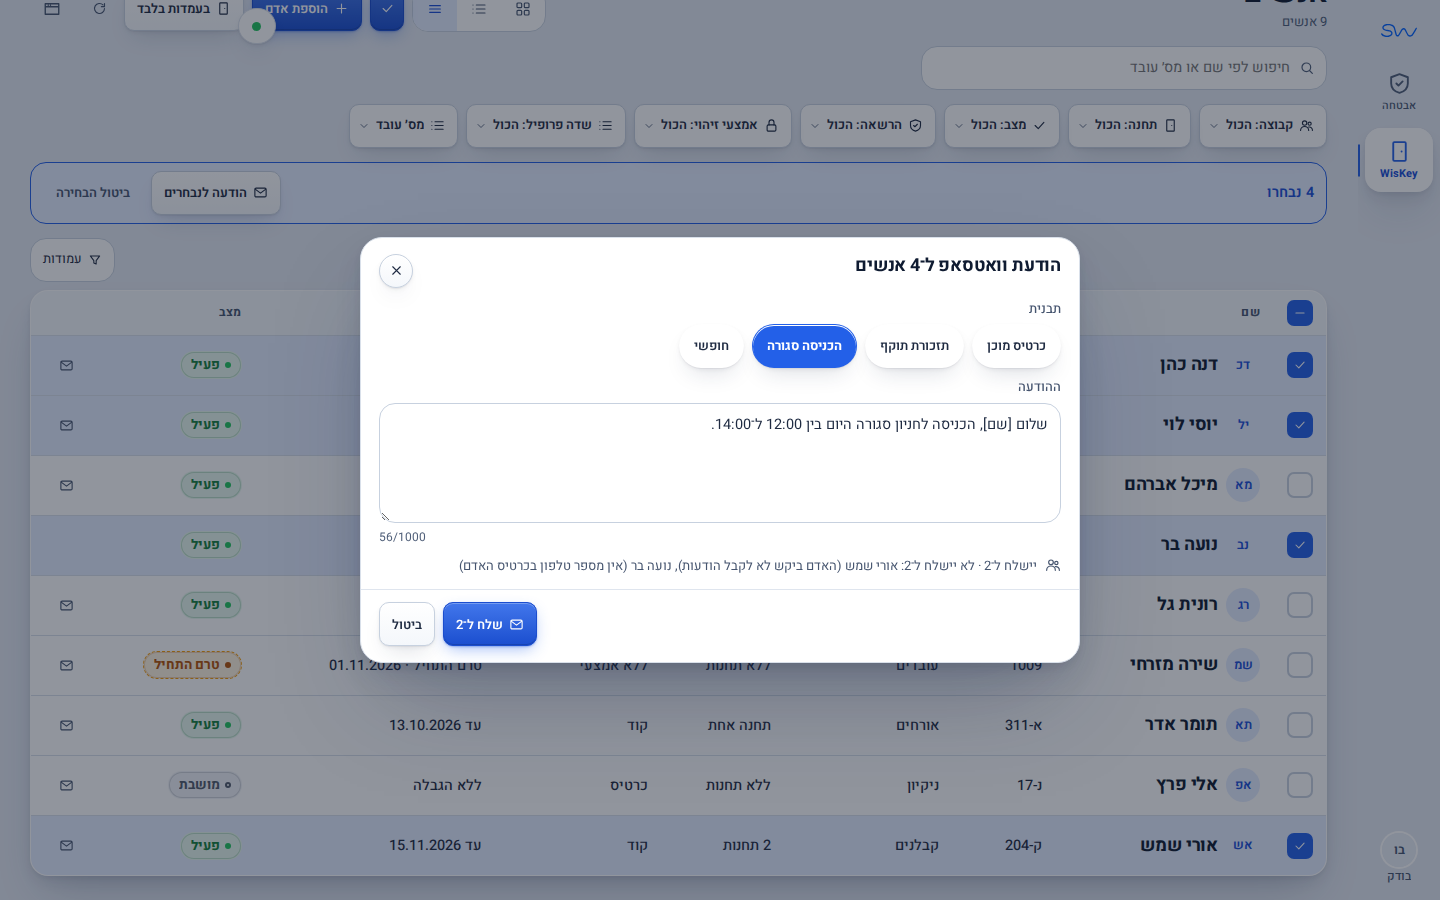 SW
אבטחה
WisKey
בו
בודק
9 אנשים
הוספת אדם
בעמדות בלבד
חיפוש לפי שם או מס' עובד
קבוצה: הכול
תחנה: הכול
מצב: הכול
הרשאה: הכול
אמצעי זיהוי: הכול
שדה פרופיל: הכול
מס' עובד
4 נבחרו
הודעה לנבחרים
ביטול הבחירה
עמודות
שם
מצב
דכ דנה כהן פעיל
יל יוסי לוי פעיל
מא מיכל אברהם פעיל
נב נועה בר פעיל
רג רונית גל פעיל
שמ שירה מזרחי 1009 עובדים ללא תחנות ללא אמצעי טרם התחיל · 01.11.2026 טרם התחיל
תא תומר אדר א-311 אורחים תחנה אחת קוד עד 13.10.2026 פעיל
אפ אלי פרץ נ-17 ניקיון ללא תחנות כרטיס ללא הגבלה מושבת
אש אורי שמש ק-204 קבלנים 2 תחנות קוד עד 15.11.2026 פעיל
הודעת וואטסאפ ל־4 אנשים
תבנית
כרטיס מוכן
תזכורת תוקף
הכניסה סגורה
חופשי
ההודעה
שלום [שם], הכניסה לחניון סגורה היום בין 12:00 ל־14:00.
56/1000
יישלח ל־2 · לא יישלח ל־2: אורי שמש (האדם ביקש לא לקבל הודעות), נועה בר (אין מספר טלפון בכרטיס האדם)
שלח ל־2
ביטול